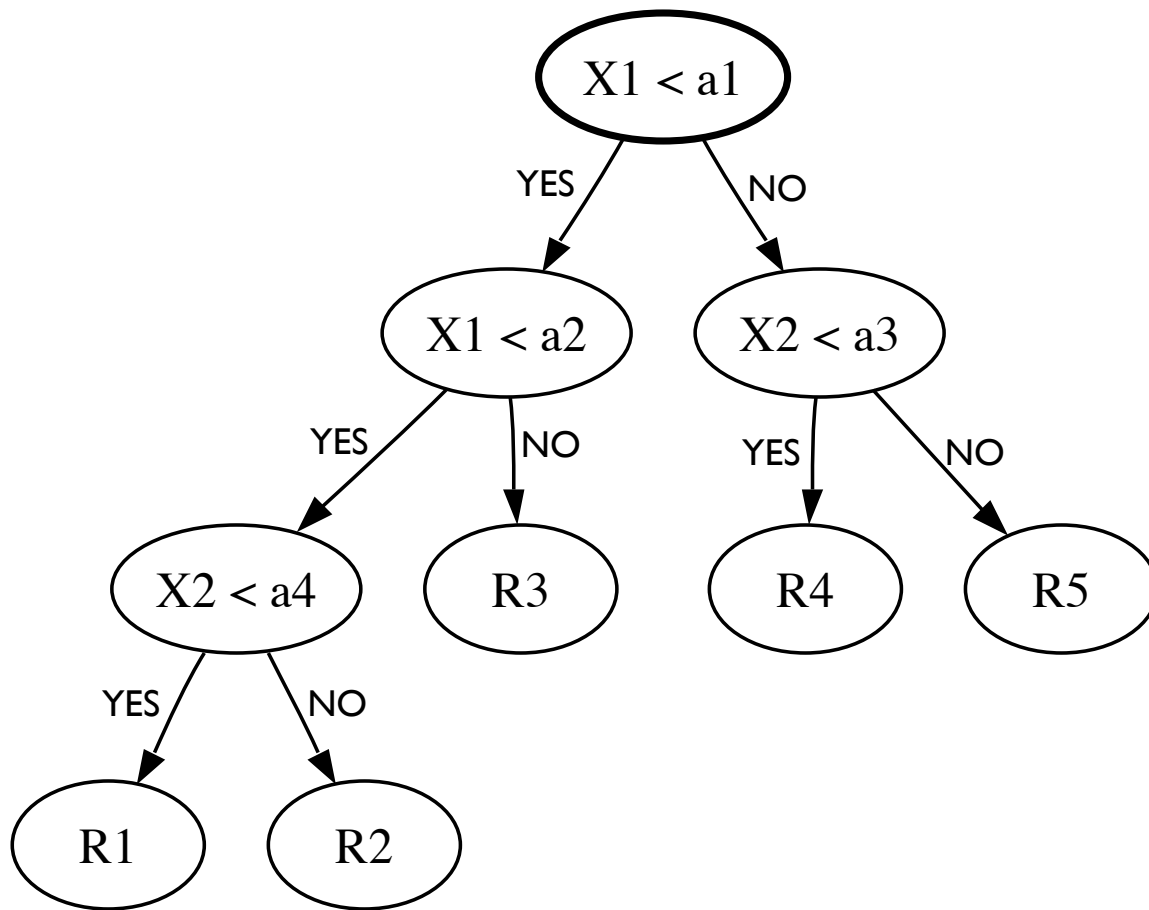 X1 < a1
YES
NO
X1 < a2
X2 < a3
YES
NO
YES
NO
X2 < a4
R3
R4
R5
YES
NO
R1
R2